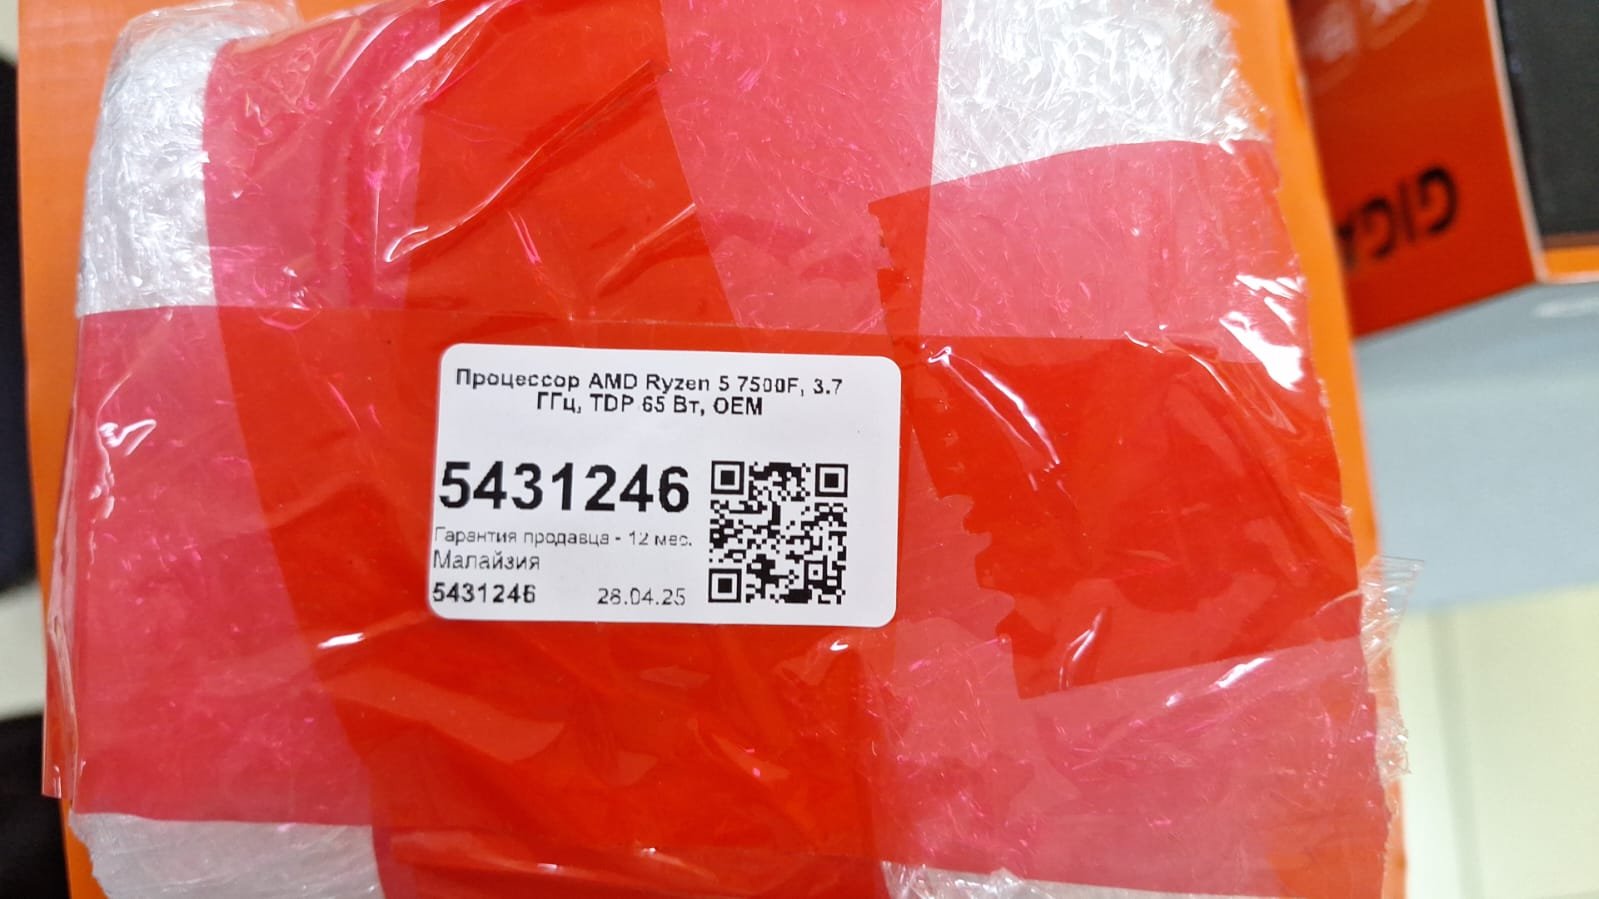 Процессор AMD Ryzen 5 7500F, 3.7
ГГц, TDP 65 Вт, OEM
5431246
Гарантия продавца - 12 мес.
Малайзия
5431246 28.04.25
GIGA